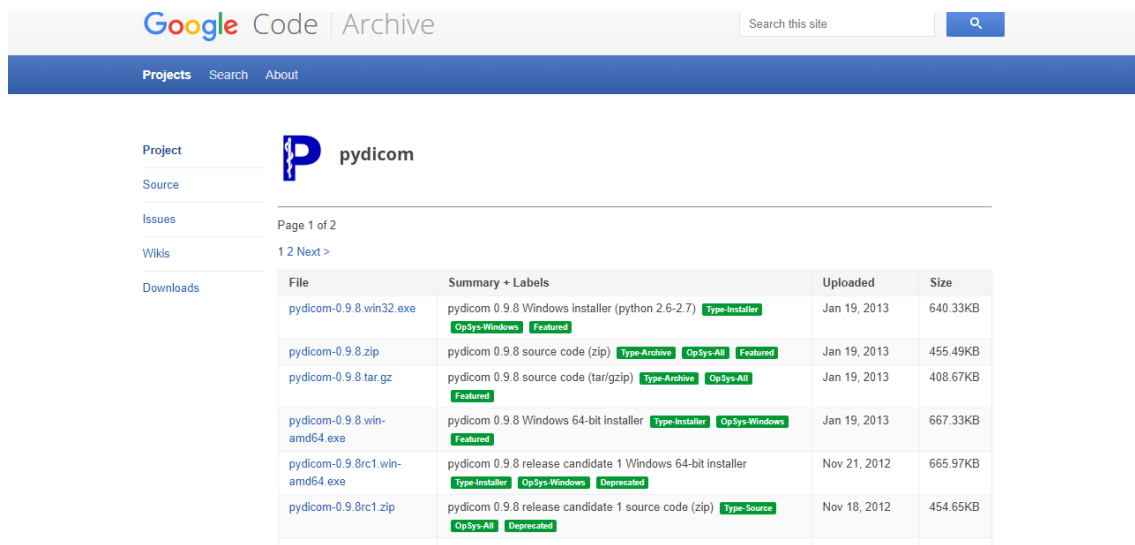 Google Code Archive
Search this site
Projects Search About
Project
Source
Issues
Wikis
Downloads
P pydicom
Page 1 of 2
1 2 Next >
File Summary + Labels Uploaded Size
pydicom-0.9.8.win32.exe pydicom 0.9.8 Windows installer (python 2.6-2.7) Type-Installer Jan 19, 2013 640.33KB
OpSys-Windows Featured
pydicom-0.9.8.zip pydicom 0.9.8 source code (zip) Type-Archive OpSys-All Featured Jan 19, 2013 455.49KB
pydicom-0.9.8.tar.gz pydicom 0.9.8 source code (tar/gzip) Type-Archive OpSys-All Jan 19, 2013 408.67KB
Featured
pydicom-0.9.8.win- pydicom 0.9.8 Windows 64-bit installer Type-Installer OpSys-Windows Jan 19, 2013 667.33KB
amd64.exe Featured
pydicom-0.9.8rc1.win- pydicom 0.9.8 release candidate 1 Windows 64-bit installer Nov 21, 2012 665.97KB
amd64.exe Type-Installer OpSys-Windows Deprecated
pydicom-0.9.8rc1.zip pydicom 0.9.8 release candidate 1 source code (zip) Type-Source Nov 18, 2012 454.65KB
OpSys-All Deprecated